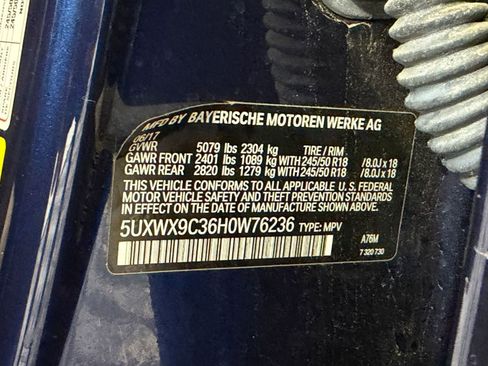 MFD BY BAYERISCHE MOTOREN WERKE AG
06/17
GVWR 5079 lbs 2304 kg TIRE / RIM
GAWR FRONT 2401 lbs 1089 kg WITH 245/50 R18 /8.0J x 18
GAWR REAR 2820 lbs 1279 kg WITH 245/50 R18 /8.0J x 18
THIS VEHICLE CONFORMS TO ALL APPLICABLE U. S. FEDERAL
MOTOR VEHICLE SAFETY AND THEFT PREVENTION STANDARDS
IN EFFECT ON THE DATE OF MANUFACTURE SHOWN ABOVE.
5UXWX9C36H0W76236 TYPE: MPV A76M
7 320 730